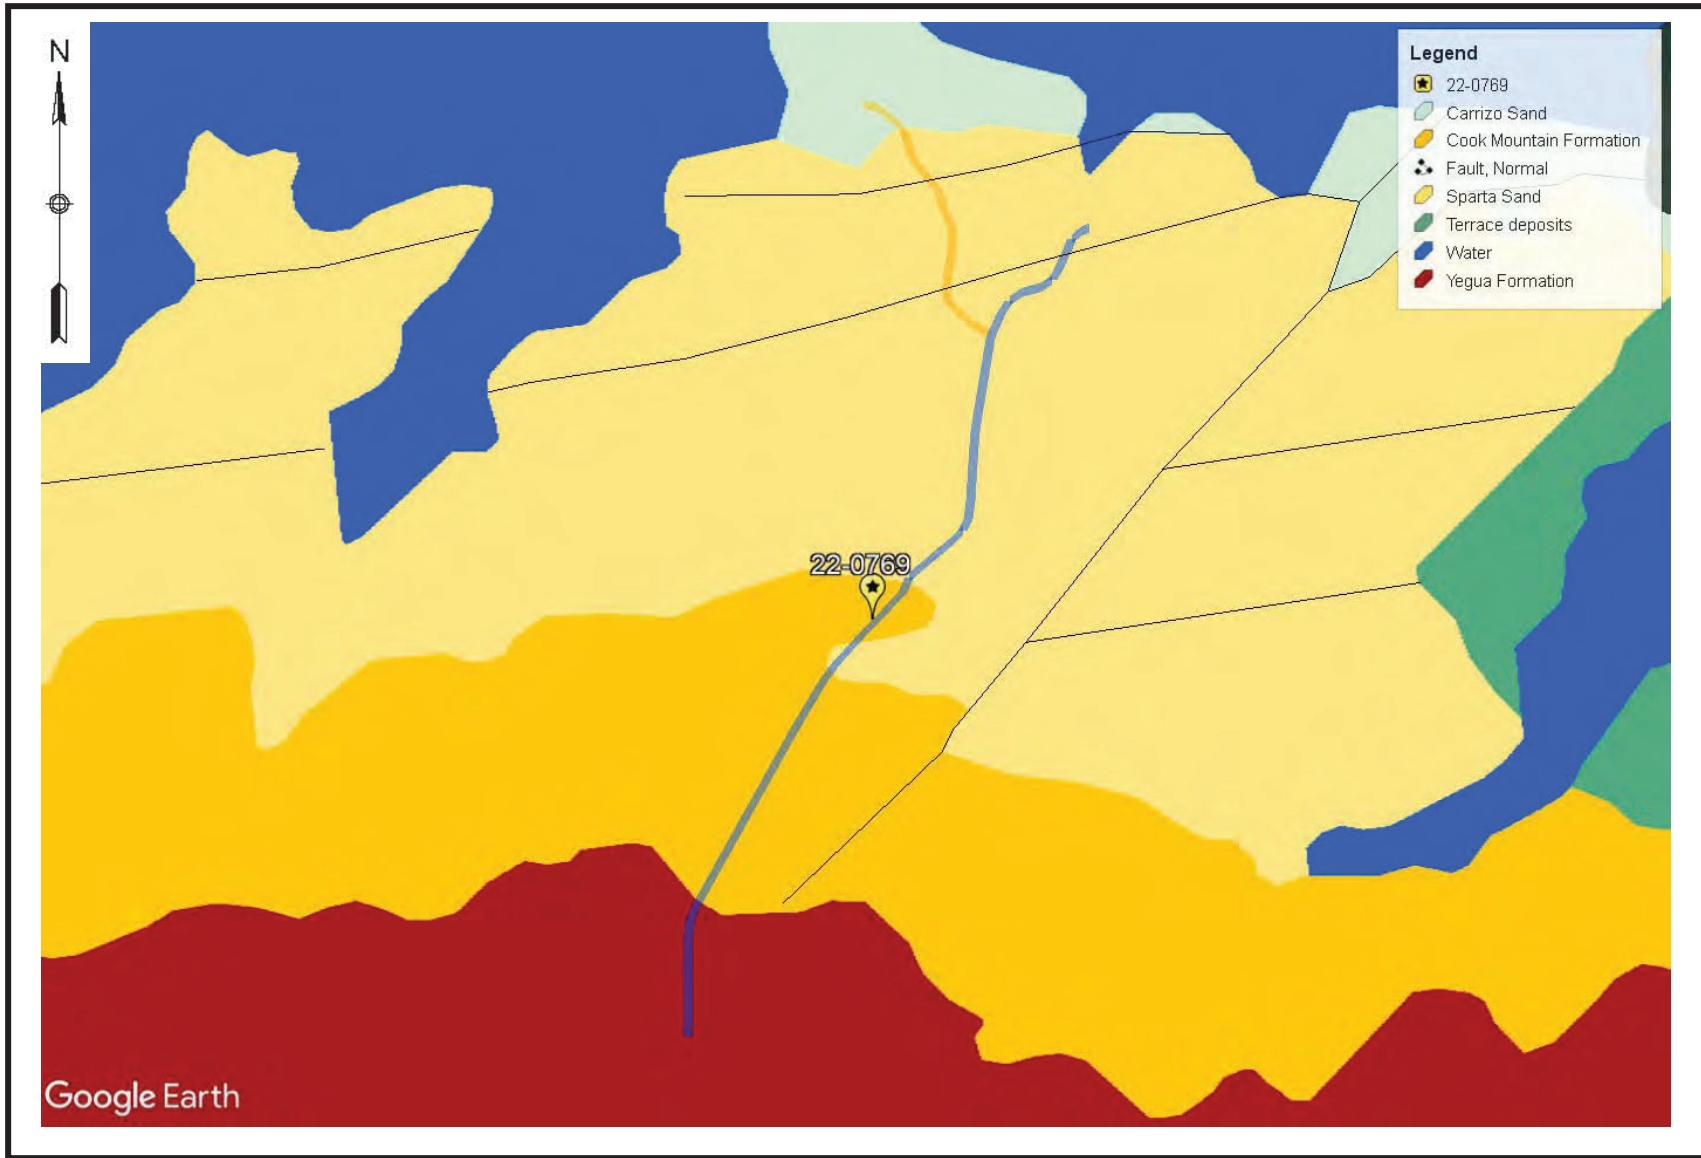 N
Legend
22-0769
Carrizo Sand
Cook Mountain Formation
Fault, Normal
Sparta Sand
Terrace deposits
Water
Yegua Formation
22-0769
Google Earth